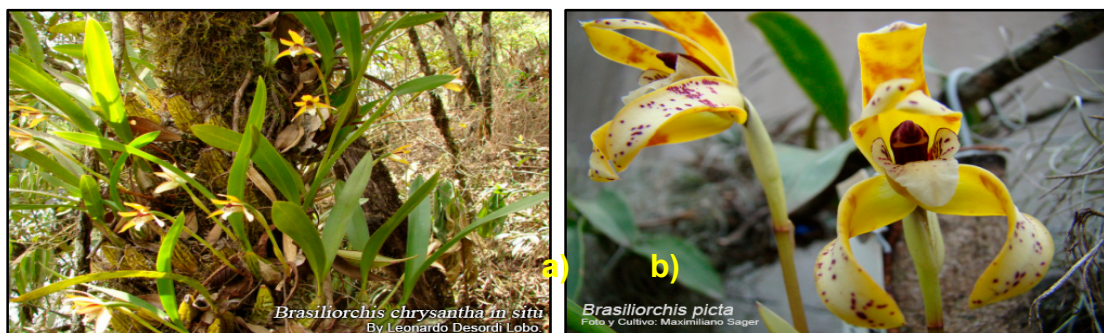 Brasiliorchis chrysantha in situ
By Leonardo Desordi Lobo.
a)
b)
Brasiliorchis picta
Foto y Cultivo: Maximiliano Sager